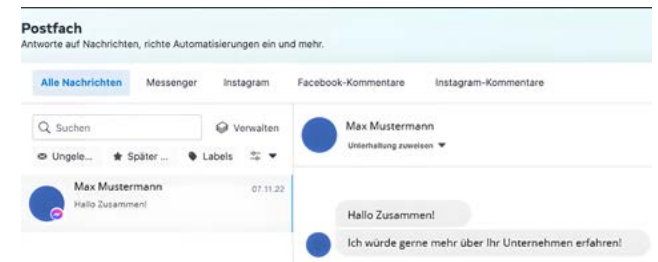 Postfach
Antworte auf Nachrichten, richte Automatisierungen ein und mehr.
Alle Nachrichten Messenger Instagram Facebook-Kommentare Instagram-Kommentare
Suchen Verwalten
Ungele... Später ... Labels
Max Mustermann 07.11.22
Hallo Zusammen!
Max Mustermann
Unterhaltung zuweisen
Hallo Zusammen!
Ich würde gerne mehr über Ihr Unternehmen erfahren!